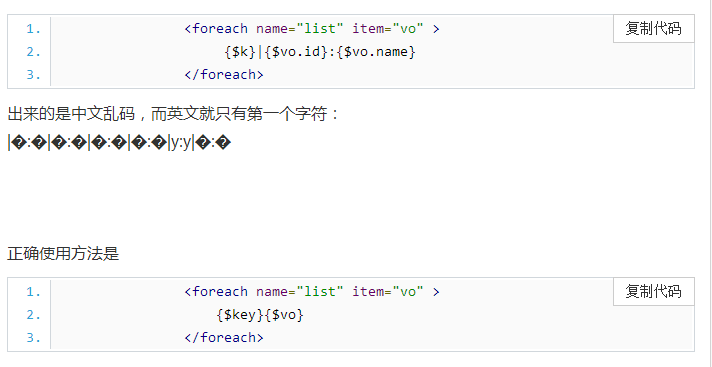 复制代码
1. <foreach name="list" item="vo" >
2. {$k}|{$vo.id}:{$vo.name}
3. </foreach>
出来的是中文乱码，而英文就只有第一个字符：
|�:�|�:�|�:�|�:�|y:y|�:�
正确使用方法是
复制代码
1. <foreach name="list" item="vo" >
2. {$key}{$vo}
3. </foreach>